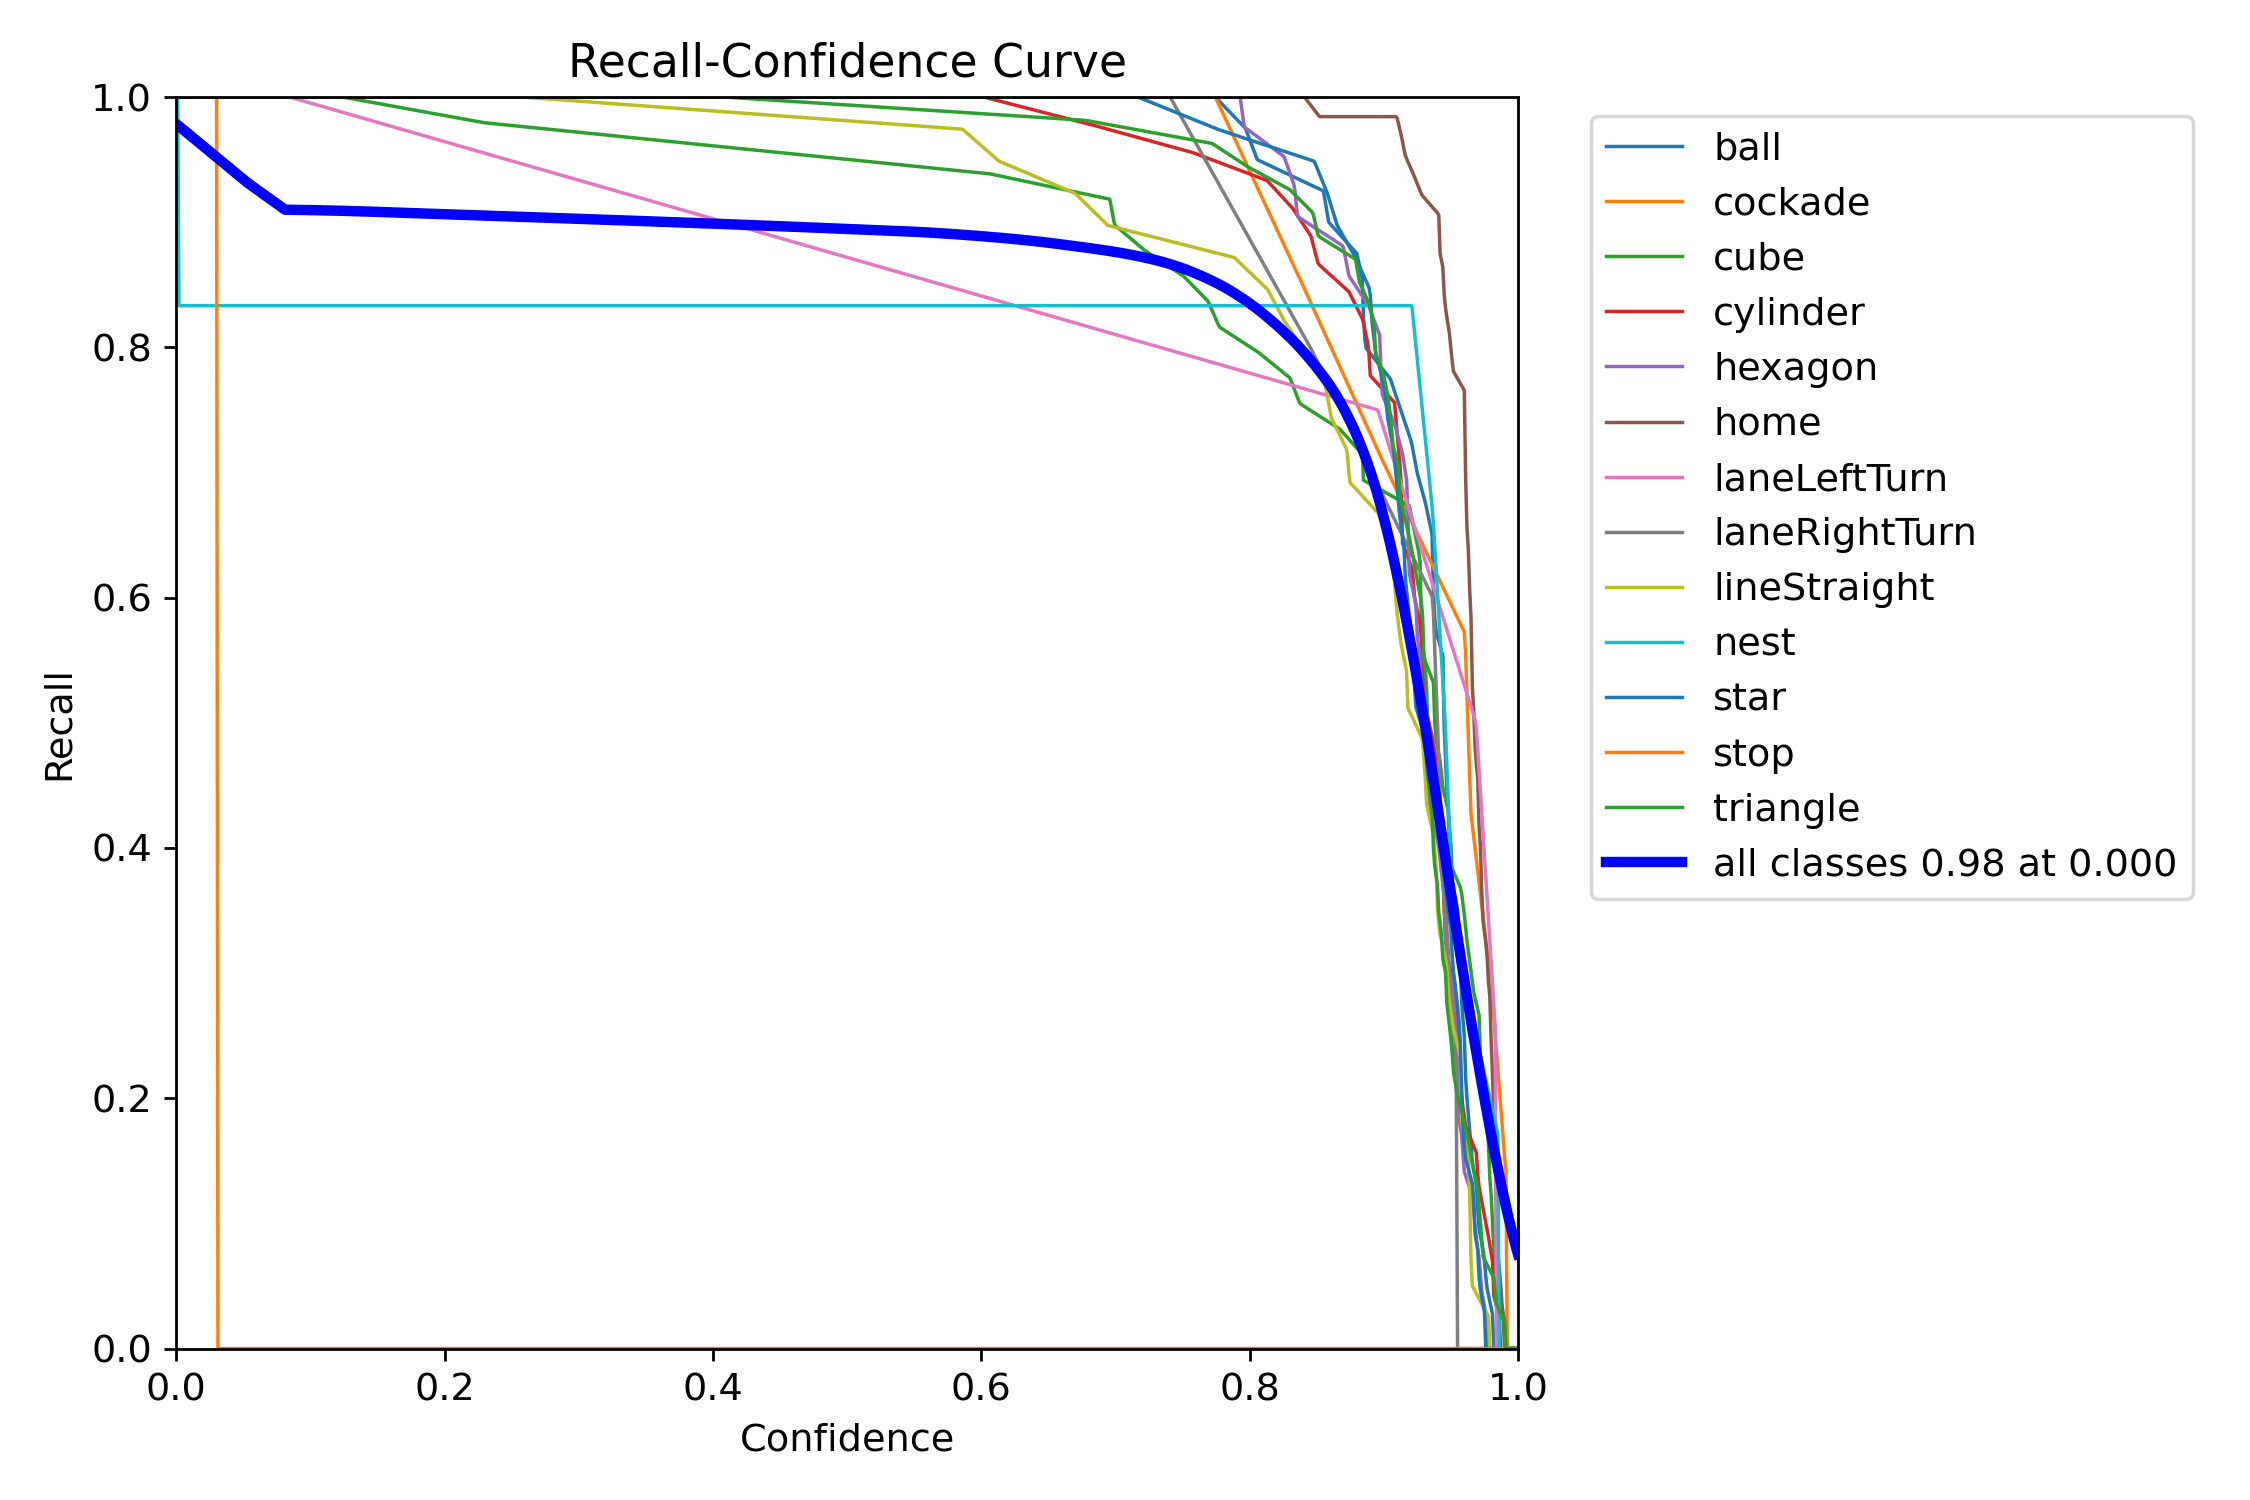 Recall-Confidence Curve
1.0
0.8
0.6
0.4
0.2
0.0
Recall
0.0 0.2 0.4 0.6 0.8 1.0
Confidence
ball
cockade
cube
cylinder
hexagon
home
laneLeftTurn
laneRightTurn
lineStraight
nest
star
stop
triangle
all classes 0.98 at 0.000